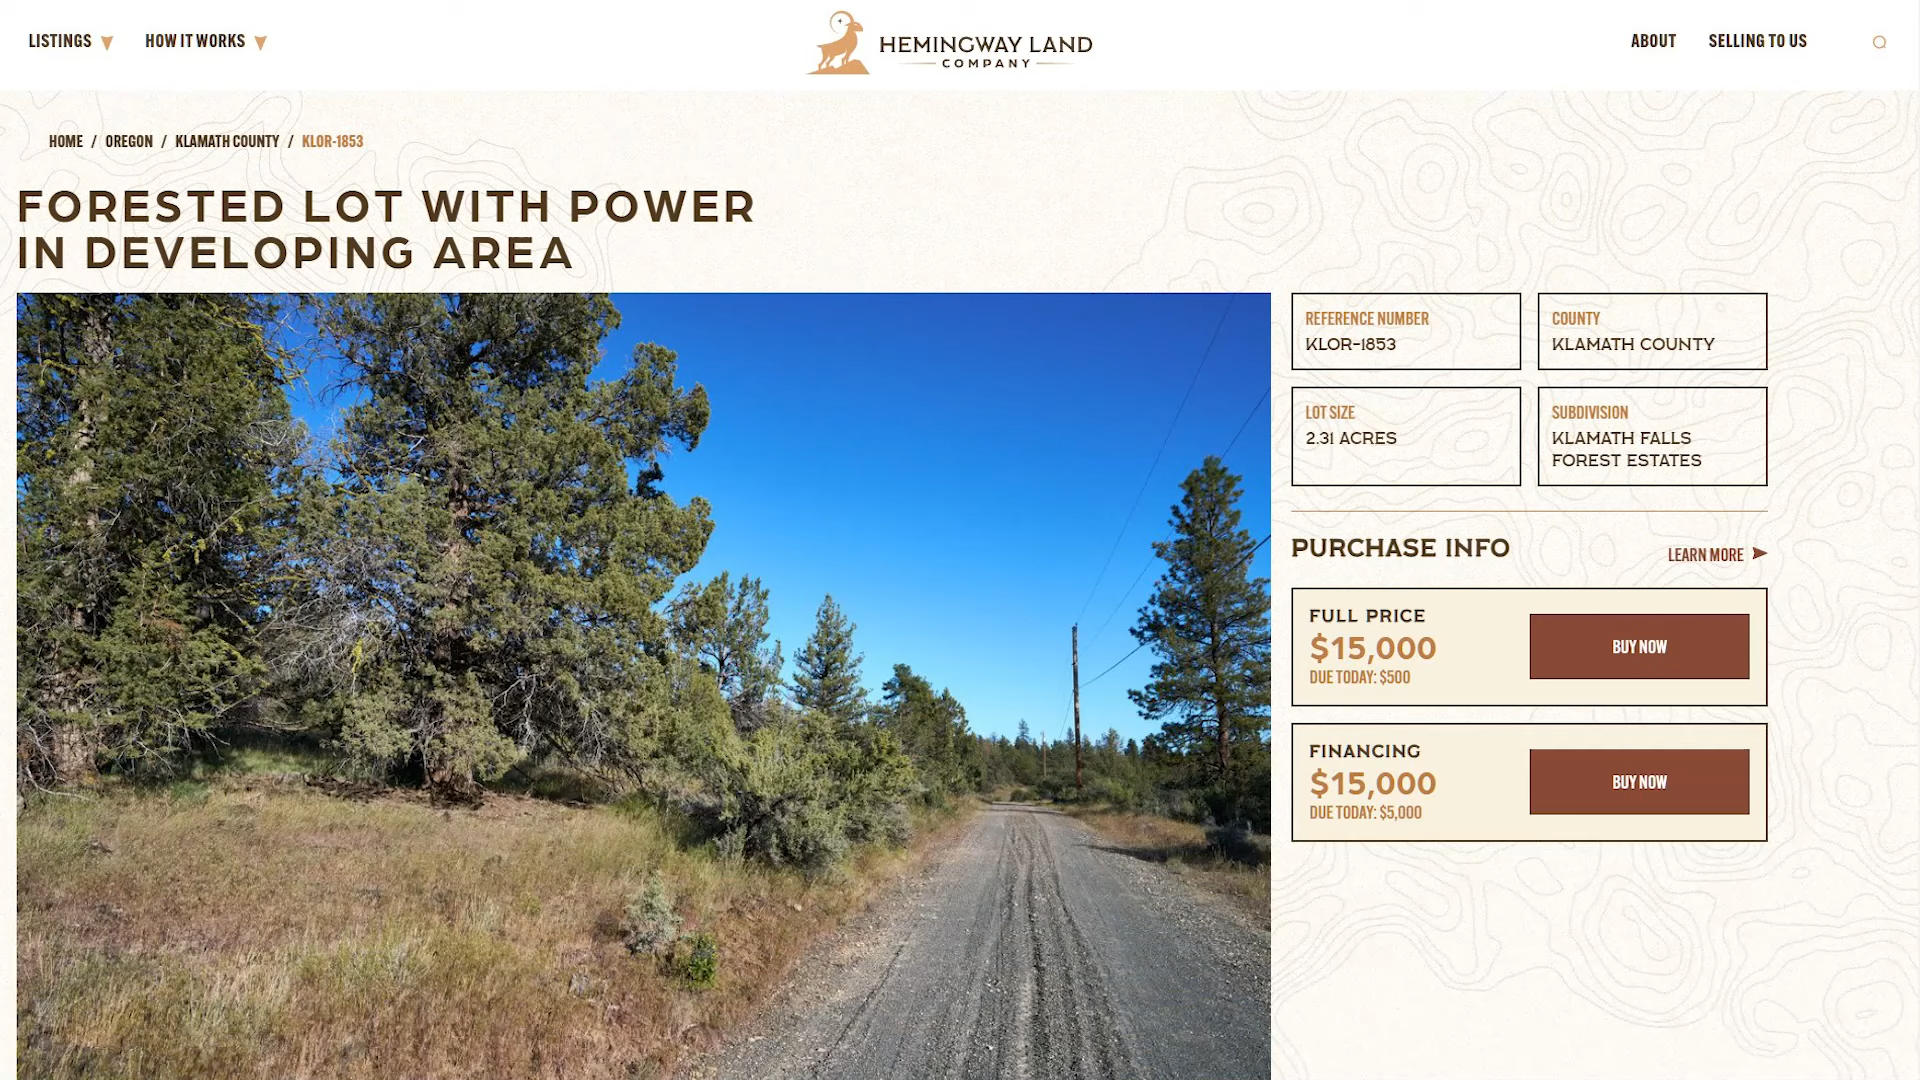 LISTINGS
HOW IT WORKS
HEMINGWAY LAND
COMPANY
ABOUT
SELLING TO US
HOME / OREGON / KLAMATH COUNTY / KLOR-1853
FORESTED LOT WITH POWER
IN DEVELOPING AREA
REFERENCE NUMBER
KLOR-1853
COUNTY
KLAMATH COUNTY
LOT SIZE
2.31 ACRES
SUBDIVISION
KLAMATH FALLS
FOREST ESTATES
PURCHASE INFO
LEARN MORE
FULL PRICE
$15,000
DUE TODAY: $500
BUY NOW
FINANCING
$15,000
DUE TODAY: $5,000
BUY NOW